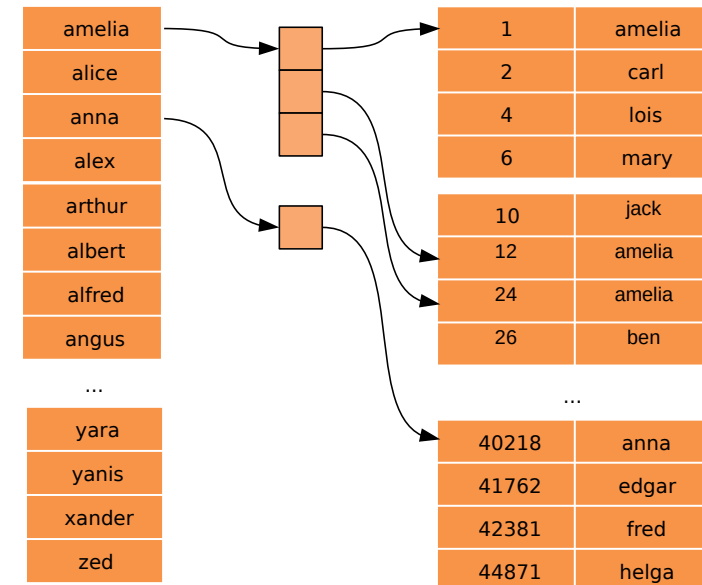 amelia
alice
anna
alex
arthur
albert
alfred
angus
...
yara
yanis
xander
zed
1 amelia
2 carl
4 lois
6 mary
10 jack
12 amelia
24 amelia
26 ben
...
40218 anna
41762 edgar
42381 fred
44871 helga